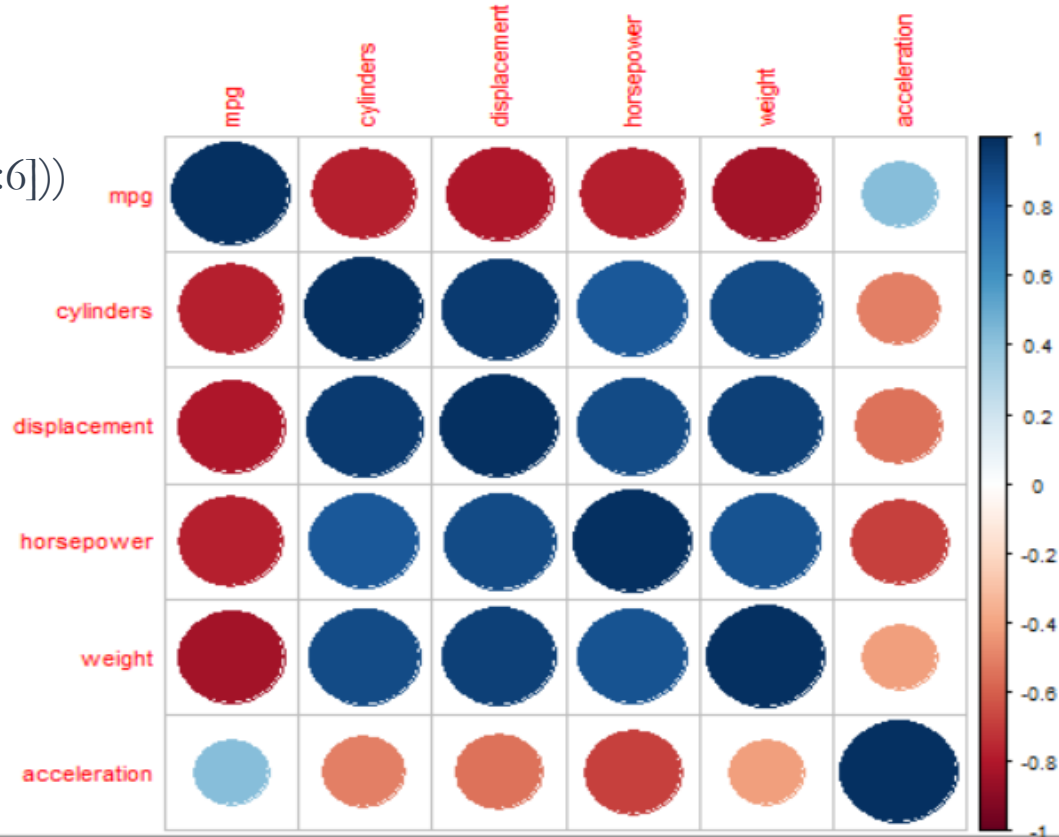 mpg
cylinders
displacement
horsepower
weight
acceleration
:6]))
mpg
cylinders
displacement
horsepower
weight
acceleration
1
0.8
0.6
0.4
0.2
0
-0.2
-0.4
-0.6
-0.8
-1